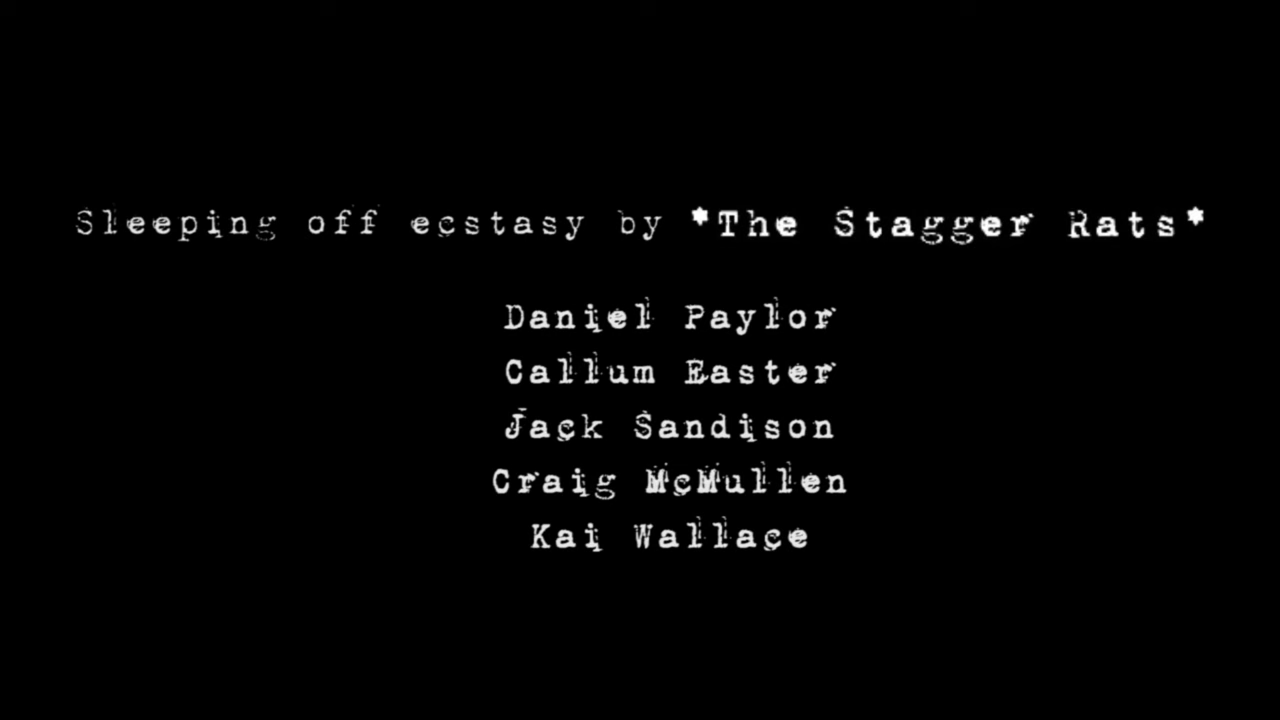 Sleeping off ecstasy by *The Stagger Rats*
Daniel Paylor
Callum Easter
Jack Sandison
Craig McMullen
Kai Wallace